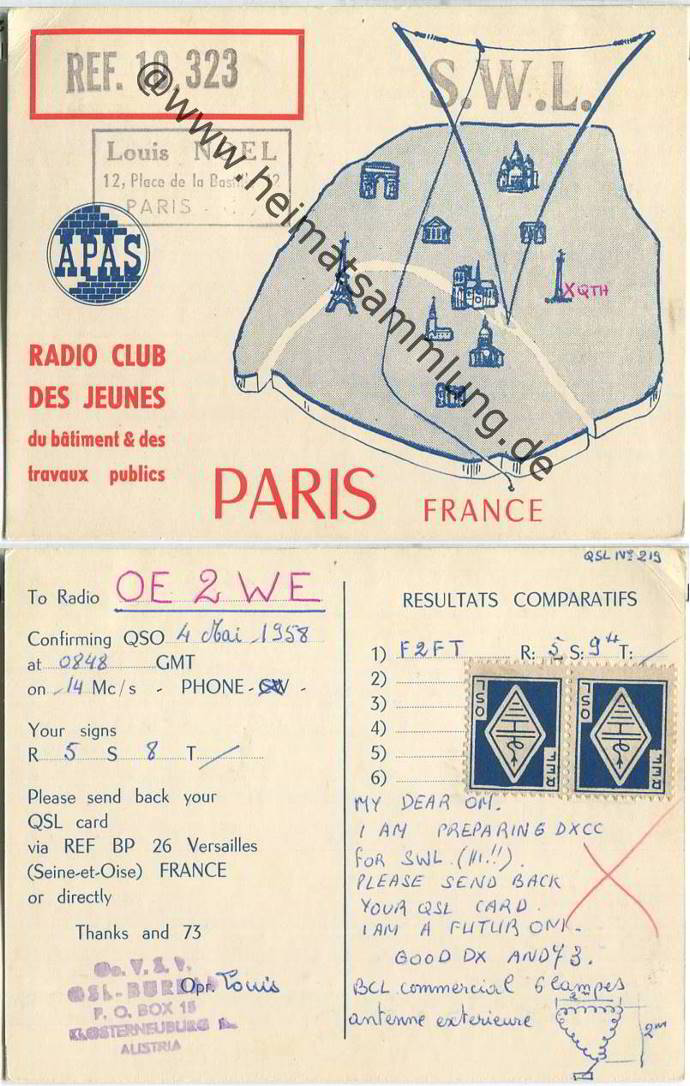 REF. 10.323
S.W.L.
Louis
12, Place de la
PARIS
APAS
XQTH
@www.heimatsammlung.de
RADIO CLUB
DES JEUNES
du bâtiment & des
travaux publics
PARIS FRANCE
QSL Nº 219
To Radio OE 2 WE
Confirming QSO 4 Mai 1958
at 0848 GMT
on 14 Mc/s - PHONE - CW -
Your signs
R 5 S 8 T /
Please send back your
QSL card
via REF BP 26 Versailles
(Seine-et-Oise) FRANCE
or directly
Thanks and 73
Opr. Louis
Oe. V. S. V.
QSL-BUREAU
P. O. BOX 15
KLOSTERNEUBURG
AUSTRIA
RESULTATS COMPARATIFS
1) F2FT R: 5 S: 9+ T:
2)
3)
4)
5)
6)
QSL REF
QSL REF
MY DEAR OM.
I AM PREPARING DXCC
FOR SWL. (HI.!!).
PLEASE SEND BACK
YOUR QSL CARD.
I AM A FUTUR OM.
GOOD DX AND 73.
BCL commercial 6 lampes
antenne exterieure
2m